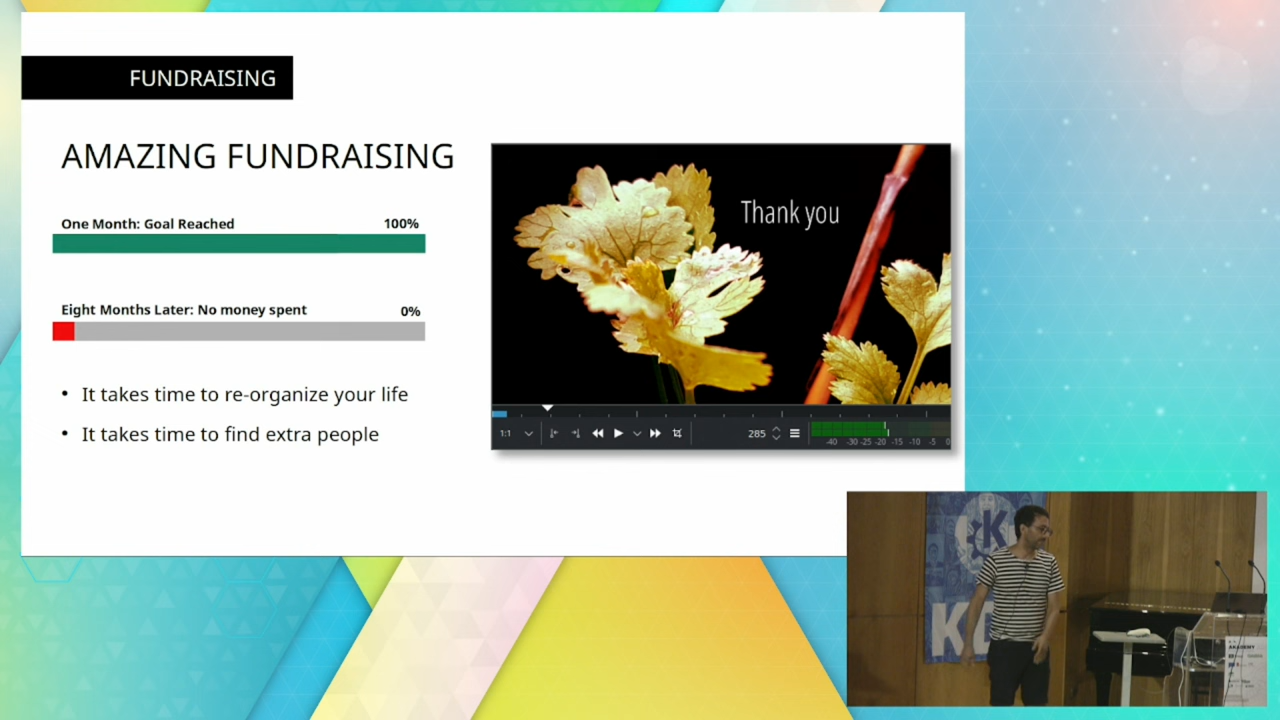 FUNDRAISING
AMAZING FUNDRAISING
One Month: Goal Reached 100%
Eight Months Later: No money spent 0%
• It takes time to re-organize your life
• It takes time to find extra people
Thank you
1:1
285
-40 -30 -25 -20 -15 -10 -5 0
K
K
AKADEMY